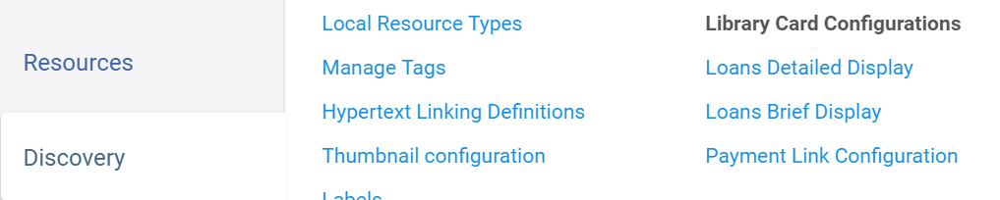 Resources
Discovery
Local Resource Types
Manage Tags
Hypertext Linking Definitions
Thumbnail configuration
Labels
Library Card Configurations
Loans Detailed Display
Loans Brief Display
Payment Link Configuration